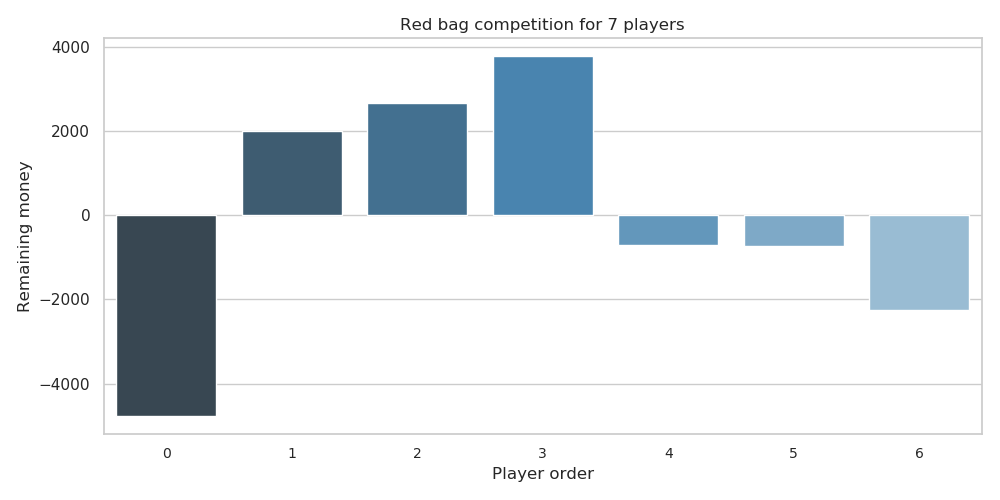 Red bag competition for 7 players
Remaining money
4000
2000
0
−2000
−4000
0 1 2 3 4 5 6
Player order